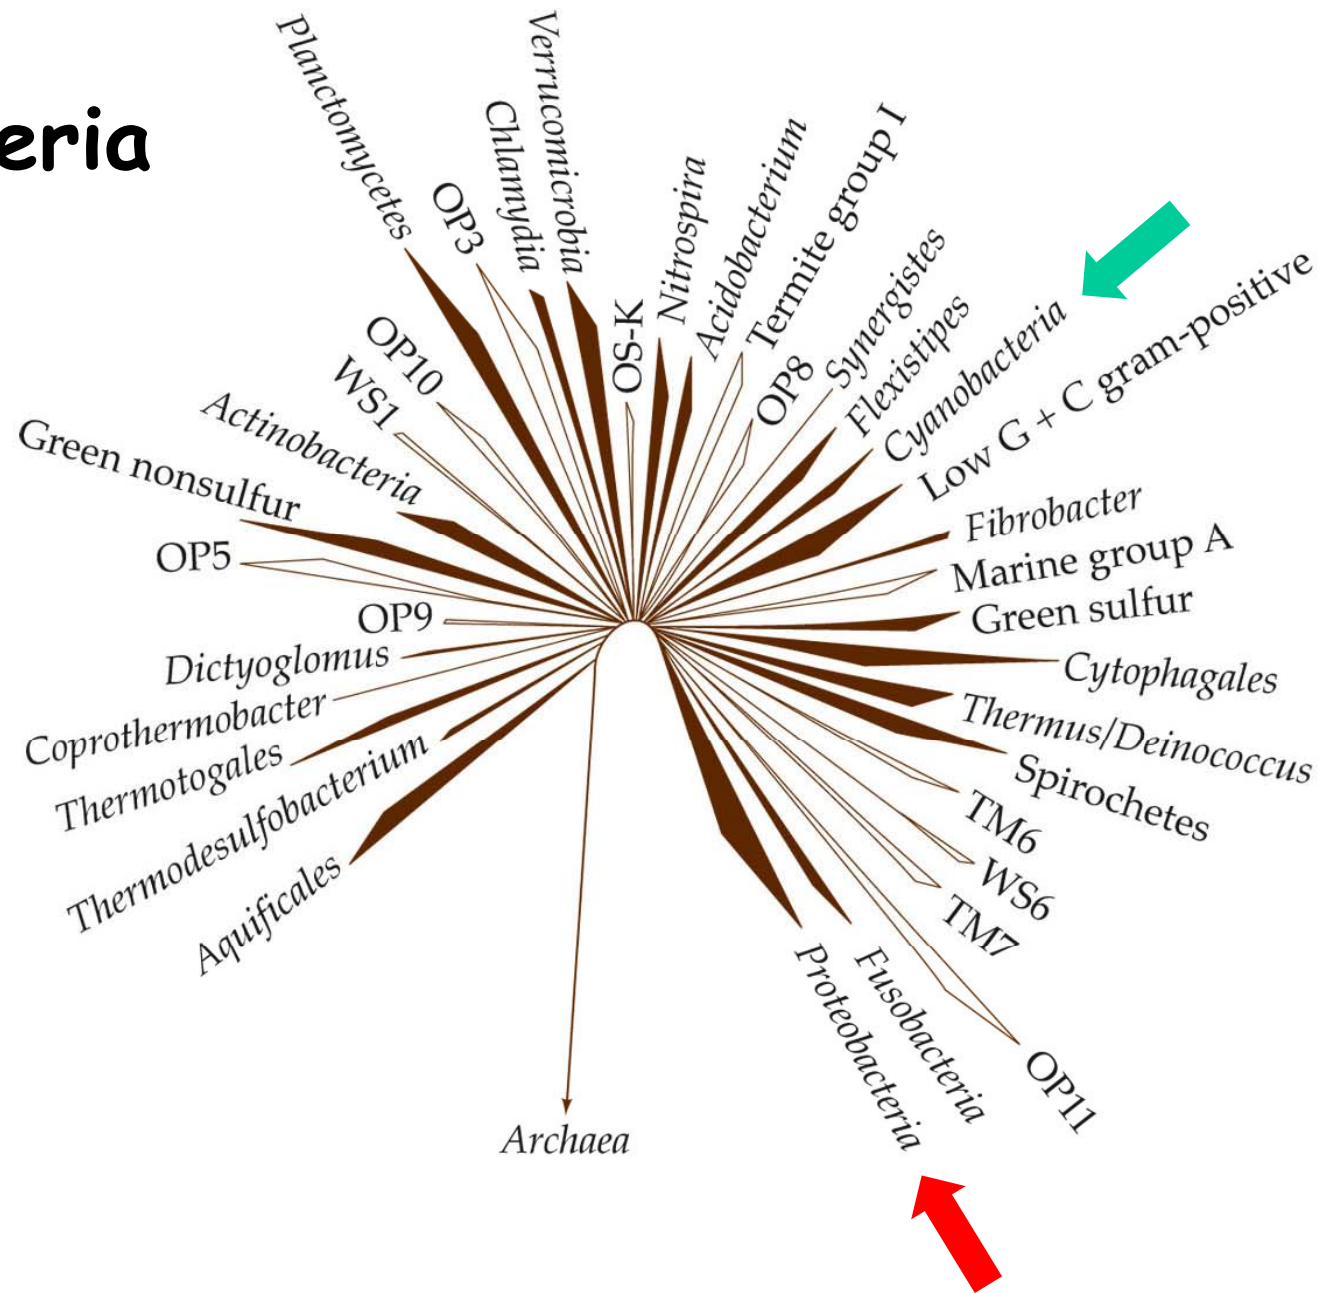 eria
Planctomycetes
OP3
Chlamydia
Verrucomicrobia
OS-K
Nitrospira
Acidobacterium
Termite group I
OP8
Synergistes
Flexistipes
Cyanobacteria
Low G + C gram-positive
Fibrobacter
Marine group A
Green sulfur
Cytophagales
Thermus/Deinococcus
Spirochetes
TM6
WS6
TM7
OP11
Fusobacteria
Proteobacteria
Archaea
Aquificales
Thermodesulfobacterium
Thermotogales
Coprothermobacter
Dictyoglomus
OP9
OP5
Green nonsulfur
Actinobacteria
WS1
OP10